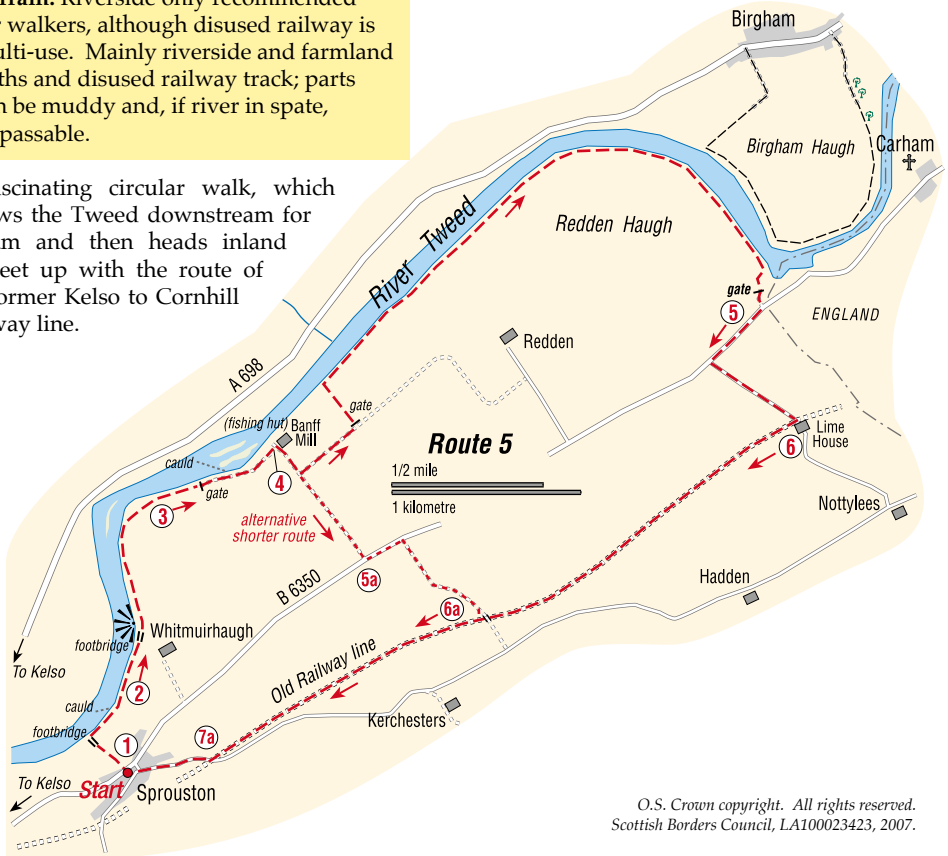 rain. Riverside only recommended
r walkers, although disused railway is
ulti-use. Mainly riverside and farmland
ths and disused railway track; parts
n be muddy and, if river in spate,
passable.
ascinating circular walk, which
ws the Tweed downstream for
m and then heads inland
eet up with the route of
ormer Kelso to Cornhill
way line.
Birgham
Birgham Haugh
Carham
River Tweed
Redden Haugh
gate
5
ENGLAND
Redden
A 698
gate
(fishing hut) Banff
Mill
Route 5
1/2 mile
1 kilometre
Lime
House
6
cauld
gate
4
3
alternative
shorter route
Nottylees
B 6350
5a
Hadden
6a
Whitmuirhaugh
footbridge
To Kelso
2
Old Railway line
cauld
Kerchesters
footbridge
1
7a
To Kelso
Start
Sprouston
O.S. Crown copyright. All rights reserved.
Scottish Borders Council, LA100023423, 2007.